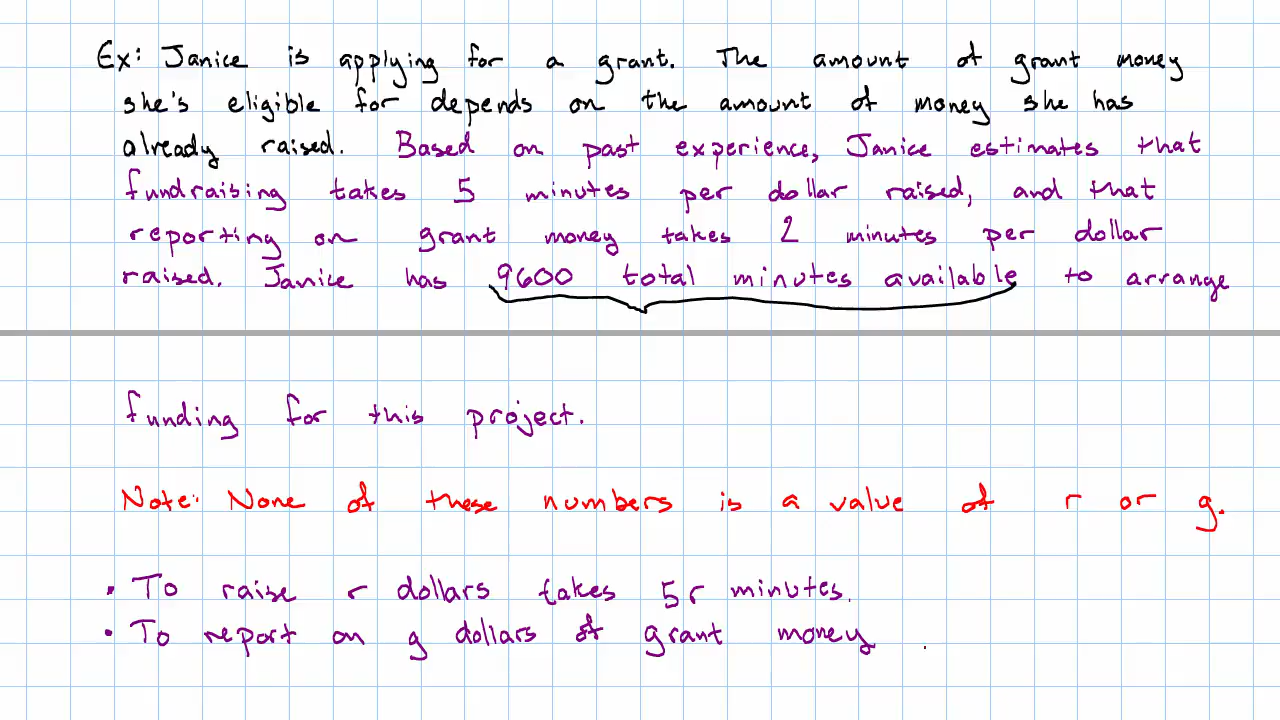 Ex: Janice is applying for a grant. The amount of grant money
she's eligible for depends on the amount of money she has
already raised. Based on past experience, Janice estimates that
fundraising takes 5 minutes per dollar raised, and that
reporting on grant money takes 2 minutes per dollar
raised. Janice has 9600 total minutes available to arrange
funding for this project.
Note: None of these numbers is a value of r or g.
• To raise r dollars takes 5r minutes.
• To report on g dollars of grant money